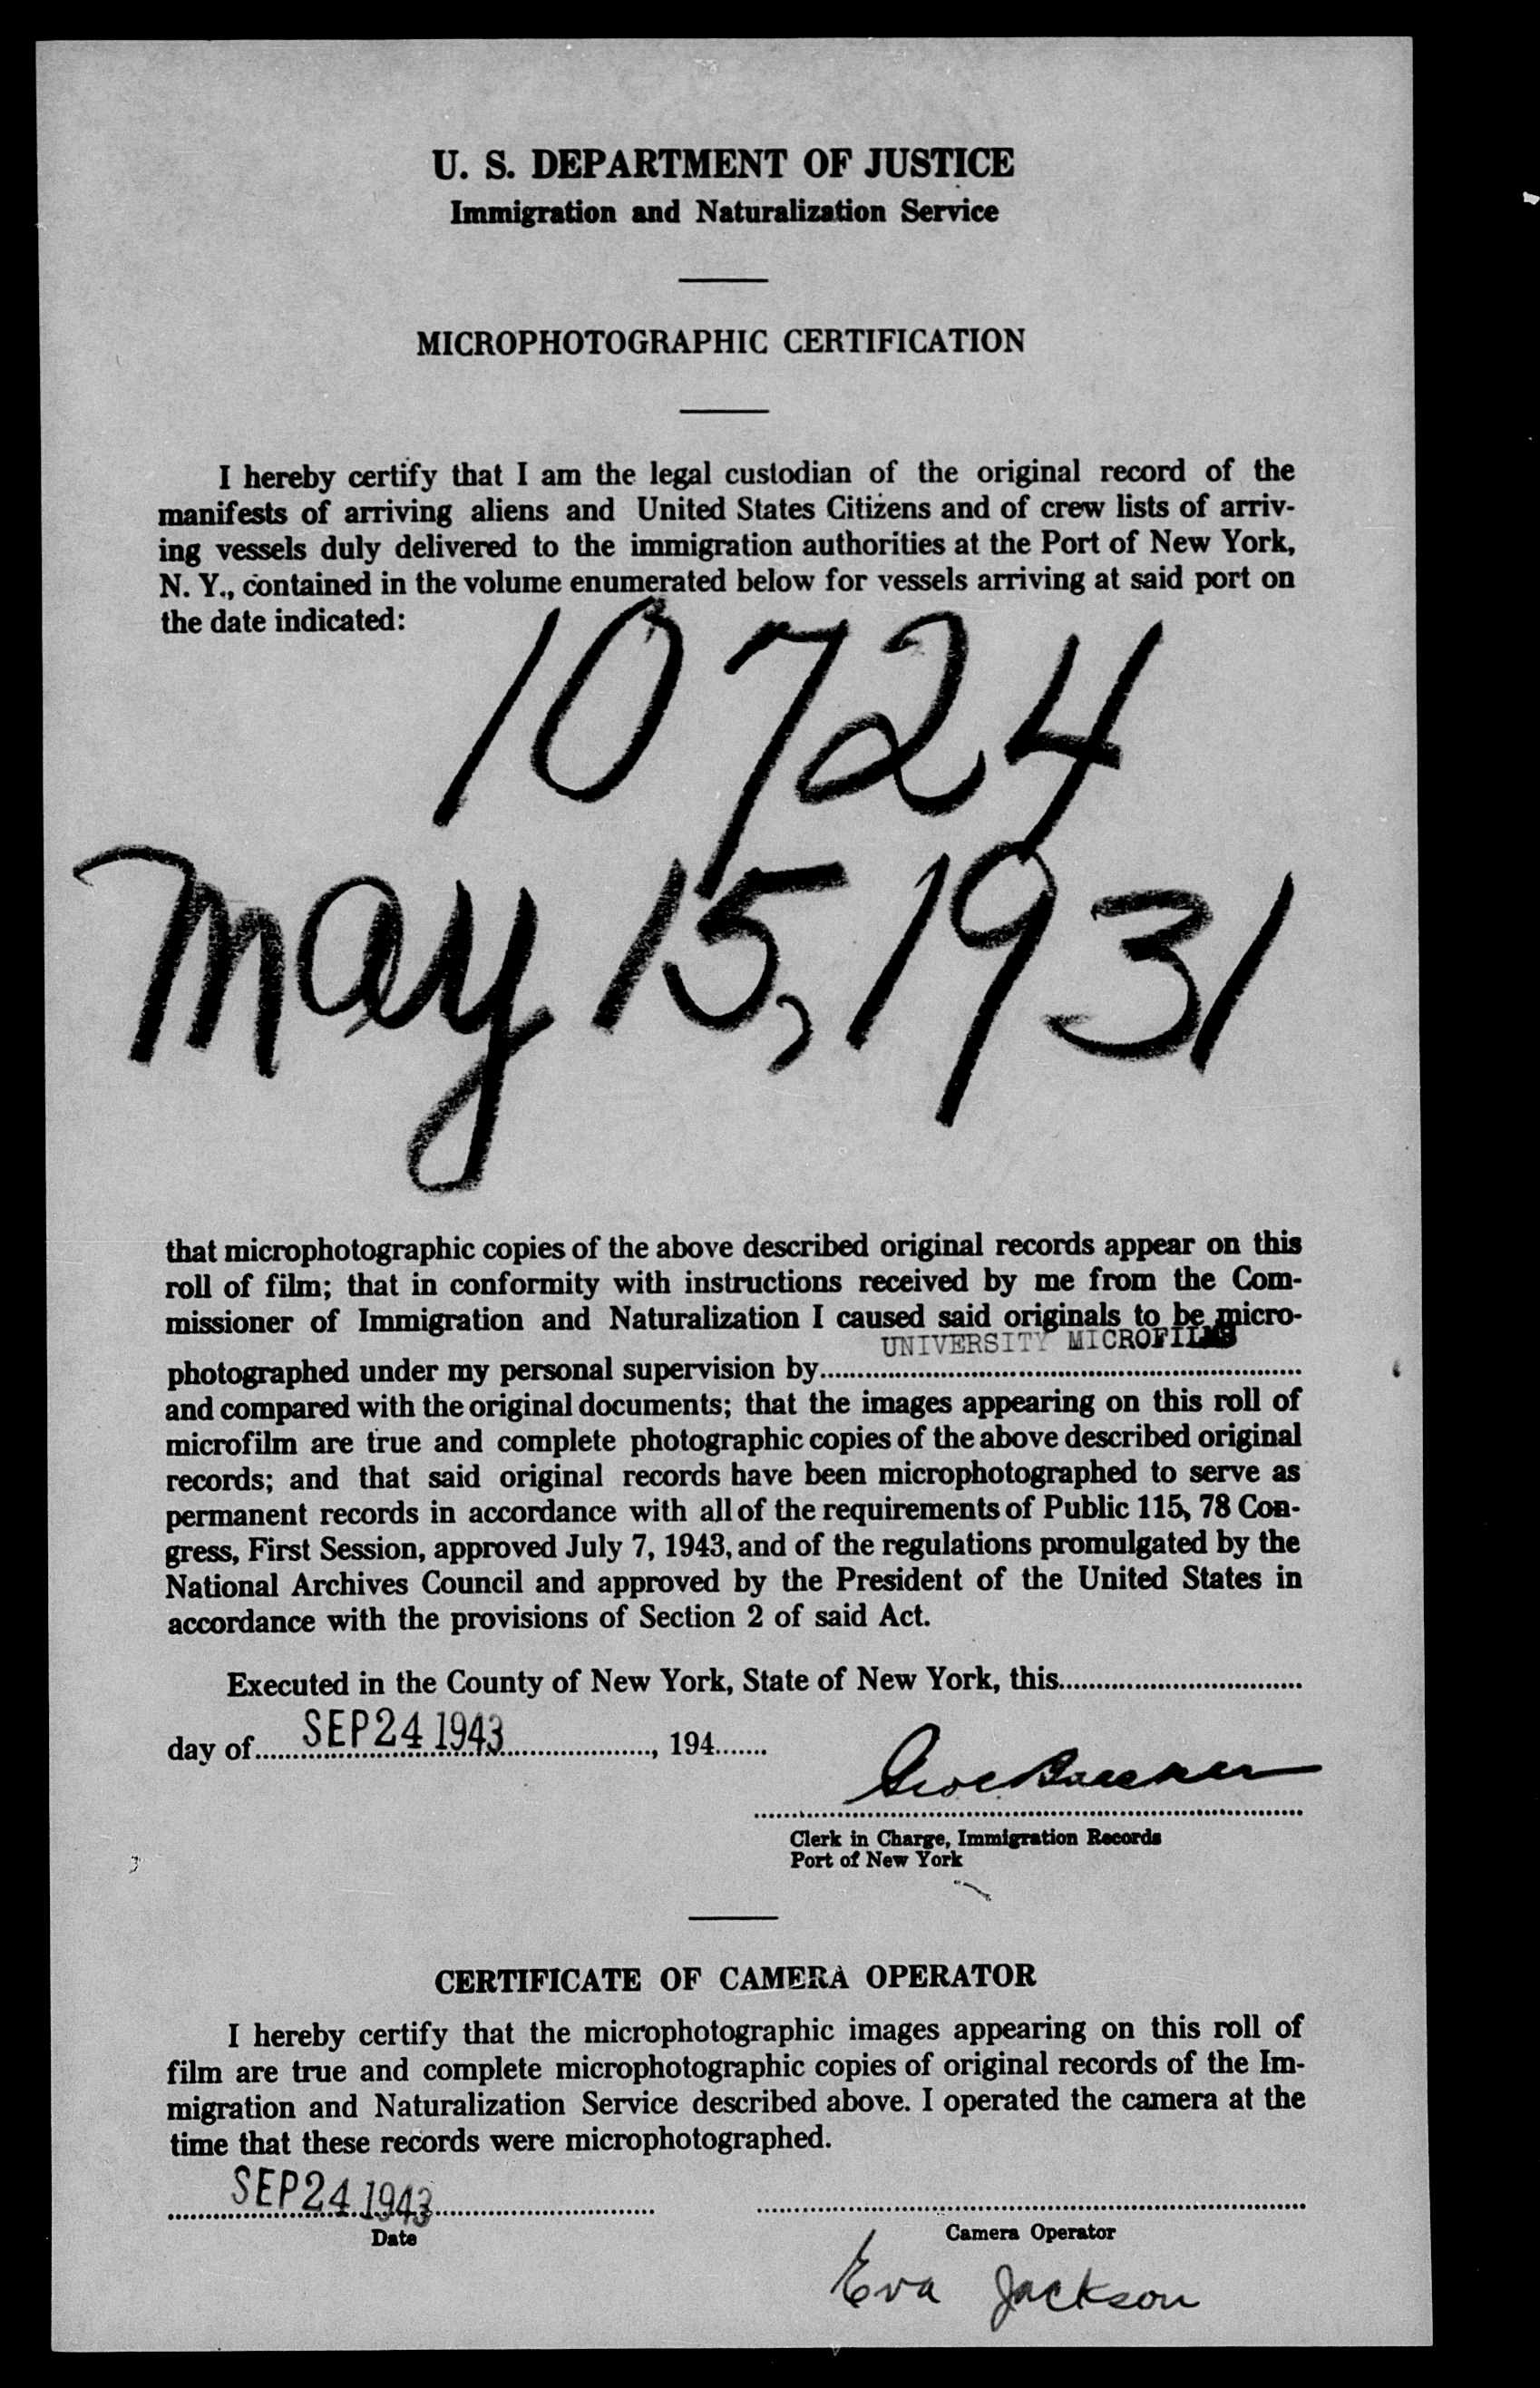 U. S. DEPARTMENT OF JUSTICE
Immigration and Naturalization Service
MICROPHOTOGRAPHIC CERTIFICATION
I hereby certify that I am the legal custodian of the original record of the
manifests of arriving aliens and United States Citizens and of crew lists of arriv-
ing vessels duly delivered to the immigration authorities at the Port of New York,
N. Y., contained in the volume enumerated below for vessels arriving at said port on
the date indicated:
10724
May 15, 1931
that microphotographic copies of the above described original records appear on this
roll of film; that in conformity with instructions received by me from the Com-
missioner of Immigration and Naturalization I caused said originals to be micro-
UNIVERSITY MICROFILMS
photographed under my personal supervision by
and compared with the original documents; that the images appearing on this roll of
microfilm are true and complete photographic copies of the above described original
records; and that said original records have been microphotographed to serve as
permanent records in accordance with all of the requirements of Public 115, 78 Con-
gress, First Session, approved July 7, 1943, and of the regulations promulgated by the
National Archives Council and approved by the President of the United States in
accordance with the provisions of Section 2 of said Act.
Executed in the County of New York, State of New York, this
day of SEP 24 1943, 194
Clerk in Charge, Immigration Records
Port of New York
CERTIFICATE OF CAMERA OPERATOR
I hereby certify that the microphotographic images appearing on this roll of
film are true and complete microphotographic copies of original records of the Im-
migration and Naturalization Service described above. I operated the camera at the
time that these records were microphotographed.
SEP 24 1943
Date
Camera Operator
Eva Jackson